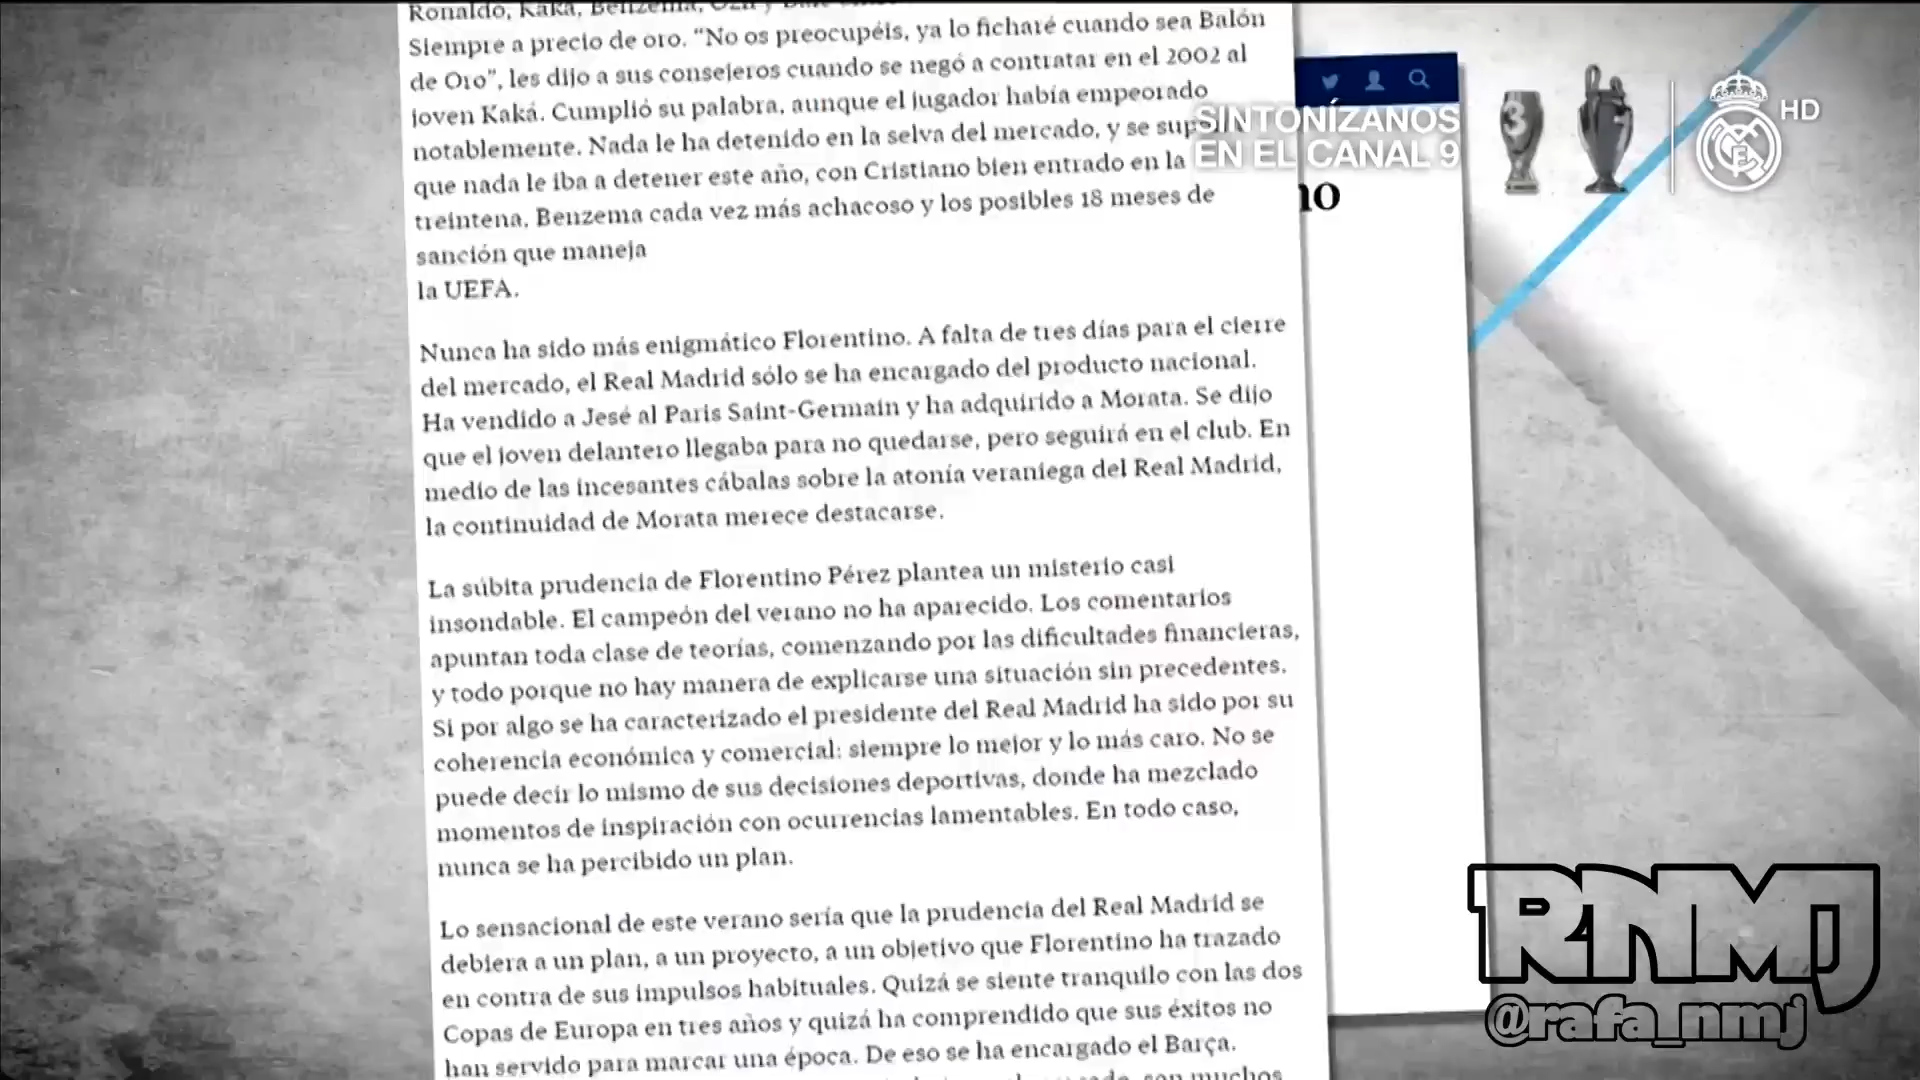 Ronaldo, Kaká, Benzema,
Siempre a precio de oro. “No os preocupéis, ya lo ficharé cuando sea Balón
de Oro”, les dijo a sus consejeros cuando se negó a contratar en el 2002 al
joven Kaká. Cumplió su palabra, aunque el jugador había empeorado
notablemente. Nada le ha detenido en la selva del mercado, y se
que nada le iba a detener este año, con Cristiano bien entrado en la
treintena, Benzema cada vez más achacoso y los posibles 18 meses de
sanción que maneja
la UEFA.
Nunca ha sido más enigmático Florentino. A falta de tres días para el cierre
del mercado, el Real Madrid sólo se ha encargado del producto nacional.
Ha vendido a Jesé al Paris Saint-Germain y ha adquirido a Morata. Se dijo
que el joven delantero llegaba para no quedarse, pero seguirá en el club. En
medio de las incesantes cábalas sobre la atonía veraniega del Real Madrid,
la continuidad de Morata merece destacarse.
La súbita prudencia de Florentino Pérez plantea un misterio casi
insondable. El campeón del verano no ha aparecido. Los comentarios
apuntan toda clase de teorías, comenzando por las dificultades financieras,
y todo porque no hay manera de explicarse una situación sin precedentes.
Si por algo se ha caracterizado el presidente del Real Madrid ha sido por su
coherencia económica y comercial: siempre lo mejor y lo más caro. No se
puede decir lo mismo de sus decisiones deportivas, donde ha mezclado
momentos de inspiración con ocurrencias lamentables. En todo caso,
nunca se ha percibido un plan.
Lo sensacional de este verano sería que la prudencia del Real Madrid se
debiera a un plan, a un proyecto, a un objetivo que Florentino ha trazado
en contra de sus impulsos habituales. Quizá se siente tranquilo con las dos
Copas de Europa en tres años y quizá ha comprendido que sus éxitos no
han servido para marcar una época. De eso se ha encargado el Barça.
son muchos
SINTONÍZANOS
EN EL CANAL 9
no
3
HD
RNMJ
@rafa_nmj